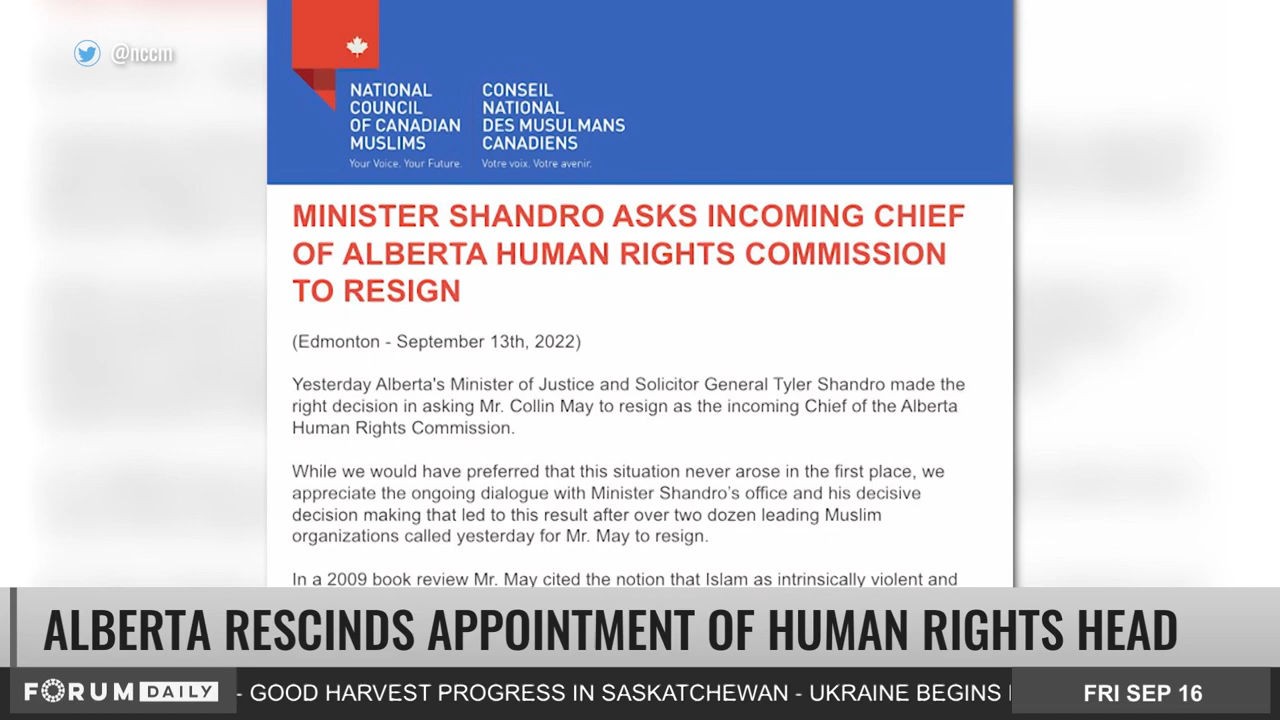 @nccm
NATIONAL
COUNCIL
OF CANADIAN
MUSLIMS
Your Voice. Your Future.
CONSEIL
NATIONAL
DES MUSULMANS
CANADIENS
Votre voix. Votre avenir.
MINISTER SHANDRO ASKS INCOMING CHIEF
OF ALBERTA HUMAN RIGHTS COMMISSION
TO RESIGN
(Edmonton - September 13th, 2022)
Yesterday Alberta's Minister of Justice and Solicitor General Tyler Shandro made the
right decision in asking Mr. Collin May to resign as the incoming Chief of the Alberta
Human Rights Commission.
While we would have preferred that this situation never arose in the first place, we
appreciate the ongoing dialogue with Minister Shandro’s office and his decisive
decision making that led to this result after over two dozen leading Muslim
organizations called yesterday for Mr. May to resign.
In a 2009 book review Mr. May cited the notion that Islam as intrinsically violent and
ALBERTA RESCINDS APPOINTMENT OF HUMAN RIGHTS HEAD
FORUM DAILY
- GOOD HARVEST PROGRESS IN SASKATCHEWAN - UKRAINE BEGINS
FRI SEP 16